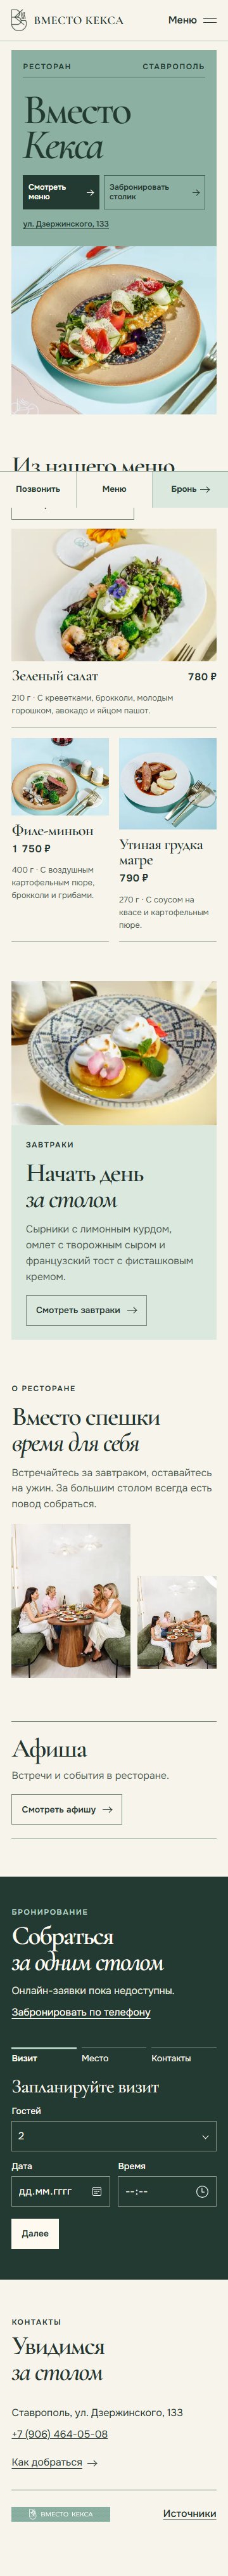 ВМЕСТО КЕКСА
Меню
РЕСТОРАН
СТАВРОПОЛЬ
Вместо
Кекса
Смотреть
меню
Забронировать
столик
ул. Дзержинского, 133
Из нашего меню
Позвонить
Меню
Бронь
Зеленый салат
780 ₽
210 г · С креветками, брокколи, молодым
горошком, авокадо и яйцом пашот.
Филе-миньон
1 750 ₽
400 г · С воздушным
картофельным пюре,
брокколи и грибами.
Утиная грудка
магре
790 ₽
270 г · С соусом на
квасе и картофельным
пюре.
ЗАВТРАКИ
Начать день
за столом
Сырники с лимонным курдом,
омлет с творожным сыром и
французский тост с фисташковым
кремом.
Смотреть завтраки
О РЕСТОРАНЕ
Вместо спешки
время для себя
Встречайтесь за завтраком, оставайтесь
на ужин. За большим столом всегда есть
повод собраться.
Афиша
Встречи и события в ресторане.
Смотреть афишу
БРОНИРОВАНИЕ
Собраться
за одним столом
Онлайн-заявки пока недоступны.
Забронировать по телефону
Визит
Место
Контакты
Запланируйте визит
Гостей
2
Дата
Время
ДД.ММ.ГГГГ
--:--
Далее
КОНТАКТЫ
Увидимся
за столом
Ставрополь, ул. Дзержинского, 133
+7 (906) 464-05-08
Как добраться
ВМЕСТО КЕКСА
Источники